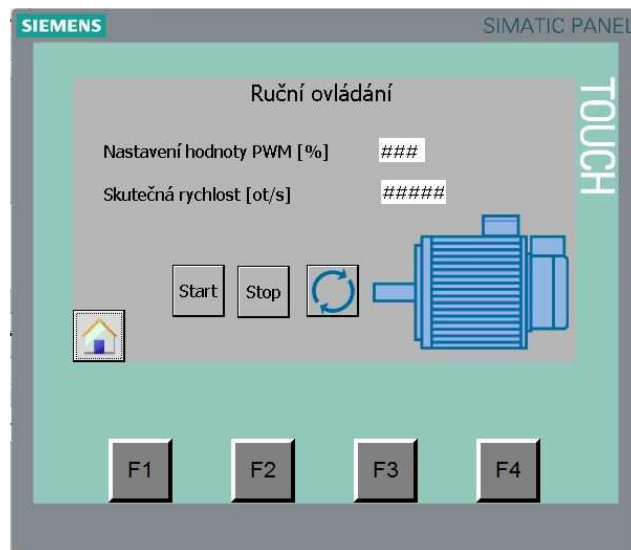 SIEMENS
SIMATIC PANEL
TOUCH
Ruční ovládání
Nastavení hodnoty PWM [%] ###
Skutečná rychlost [ot/s] #####
Start Stop
F1 F2 F3 F4